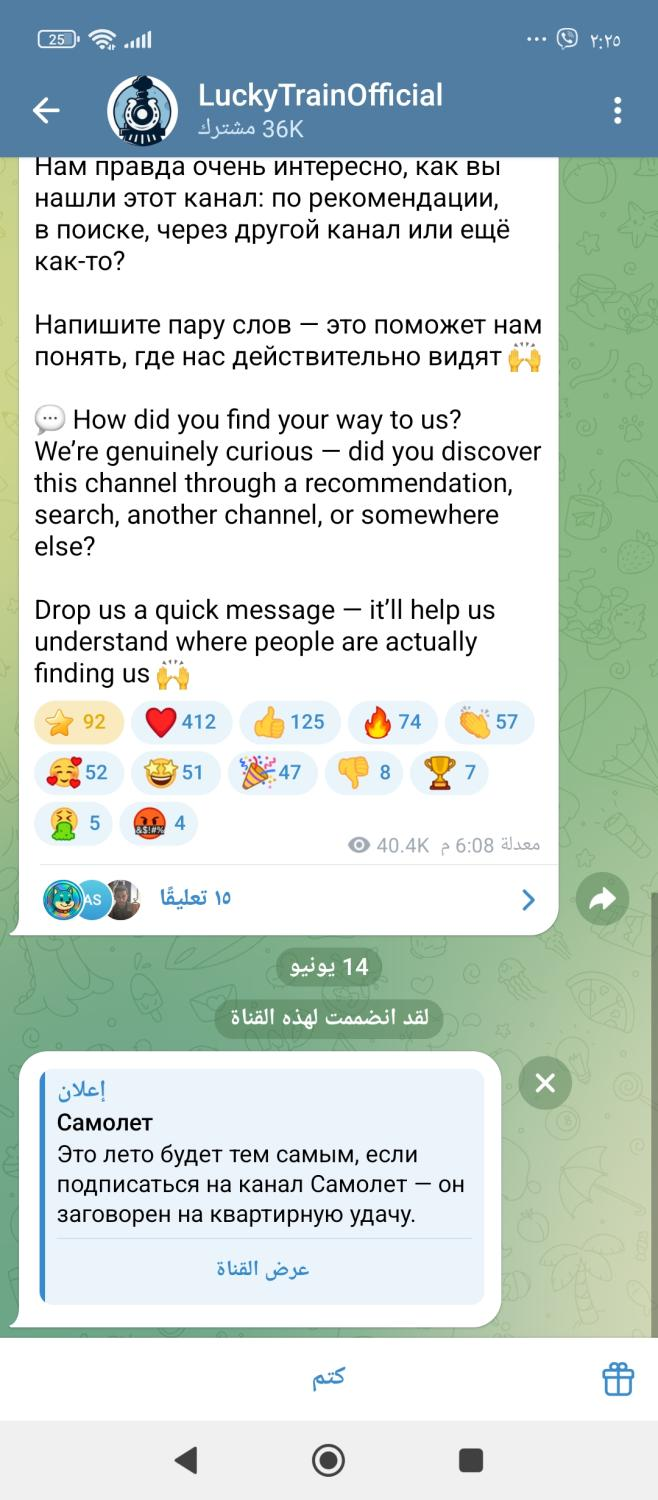 25
٢:٢٥
LuckyTrainOfficial
36K مشترك
Нам правда очень интересно, как вы
нашли этот канал: по рекомендации,
в поиске, через другой канал или ещё
как-то?
Напишите пару слов — это поможет нам
понять, где нас действительно видят 🙌
💬 How did you find your way to us?
We’re genuinely curious — did you discover
this channel through a recommendation,
search, another channel, or somewhere
else?
Drop us a quick message — it’ll help us
understand where people are actually
finding us 🙌
⭐ 92 ❤️ 412 👍 125 🔥 74 👏 57
🥰 52 🤩 51 🎉 47 👎 8 🏆 7
🤮 5 🤬 4
40.4K معدلة 6:08 م
AS
١٥ تعليقًا
14 يونيو
لقد انضممت لهذه القناة
إعلان
Самолет
Это лето будет тем самым, если
подписаться на канал Самолет — он
заговорен на квартирную удачу.
عرض القناة
كتم